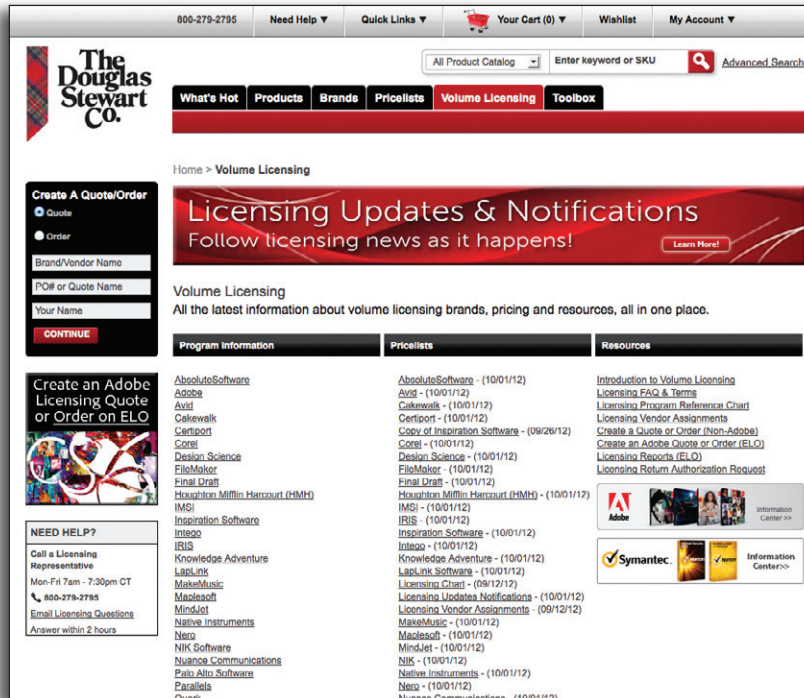 800-279-2795 Need Help ▼ Quick Links ▼ Your Cart (0) ▼ Wishlist My Account ▼
The
Douglas
Stewart
Co.
All Product Catalog Enter keyword or SKU Advanced Search
What's Hot Products Brands Pricelists Volume Licensing Toolbox
Home > Volume Licensing
Create A Quote/Order
Quote
Order
Brand/Vendor Name
PO# or Quote Name
Your Name
CONTINUE
Licensing Updates & Notifications
Follow licensing news as it happens!
Learn More!
Volume Licensing
All the latest information about volume licensing brands, pricing and resources, all in one place.
Create an Adobe
Licensing Quote
or Order on ELO
NEED HELP?
Call a Licensing
Representative
Mon-Fri 7am - 7:30pm CT
800-279-2795
Email Licensing Questions
Answer within 2 hours
Program Information
AbsoluteSoftware
Adobe
Avid
Cakewalk
Certiport
Corel
Design Science
FileMaker
Final Draft
Houghton Mifflin Harcourt (HMH)
IMSI
Inspiration Software
Intego
IRIS
Knowledge Adventure
LapLink
MakeMusic
Maplesoft
MindJet
Native Instruments
Nero
NIK Software
Nuance Communications
Palo Alto Software
Parallels
Quark
Pricelists
AbsoluteSoftware - (10/01/12)
Avid - (10/01/12)
Cakewalk - (10/01/12)
Certiport - (10/01/12)
Copy of Inspiration Software - (09/26/12)
Corel - (10/01/12)
Design Science - (10/01/12)
FileMaker - (10/01/12)
Final Draft - (10/01/12)
Houghton Mifflin Harcourt (HMH) - (10/01/12)
IMSI - (10/01/12)
IRIS - (10/01/12)
Inspiration Software - (10/01/12)
Intego - (10/01/12)
Knowledge Adventure - (10/01/12)
LapLink Software - (10/01/12)
Licensing Chart - (09/12/12)
Licensing Updates Notifications - (10/01/12)
Licensing Vendor Assignments - (09/12/12)
MakeMusic - (10/01/12)
Maplesoft - (10/01/12)
MindJet - (10/01/12)
NIK - (10/01/12)
Native Instruments - (10/01/12)
Nero - (10/01/12)
Nuance Communications - (10/01/12)
Resources
Introduction to Volume Licensing
Licensing FAQ & Terms
Licensing Program Reference Chart
Licensing Vendor Assignments
Create a Quote or Order (Non-Adobe)
Create an Adobe Quote or Order (ELO)
Licensing Reports (ELO)
Licensing Return Authorization Request
Adobe
Information
Center >>
Symantec.
Norton
Norton
Information
Center>>